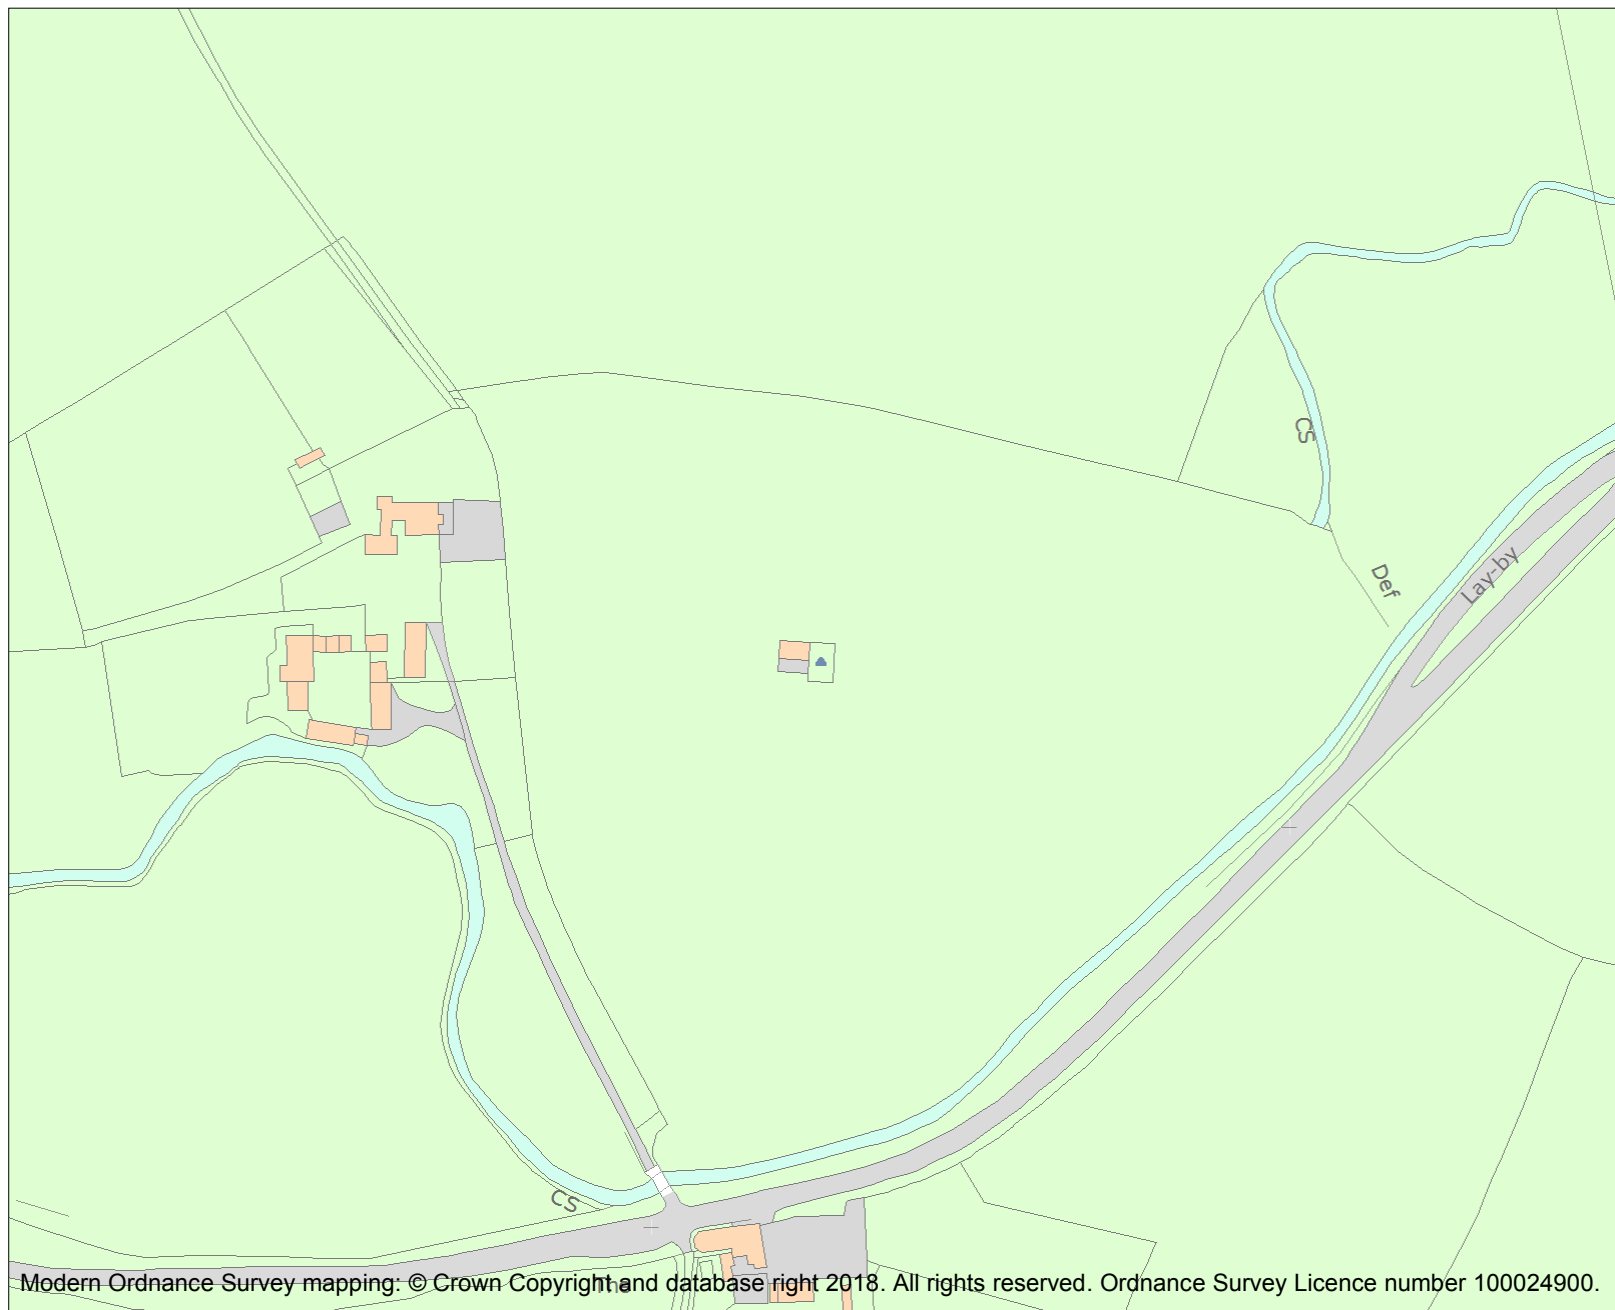 CS
Def
Lay-by
CS
The
Modern Ordnance Survey mapping: © Crown Copyright and database right 2018. All rights reserved. Ordnance Survey Licence number 100024900.